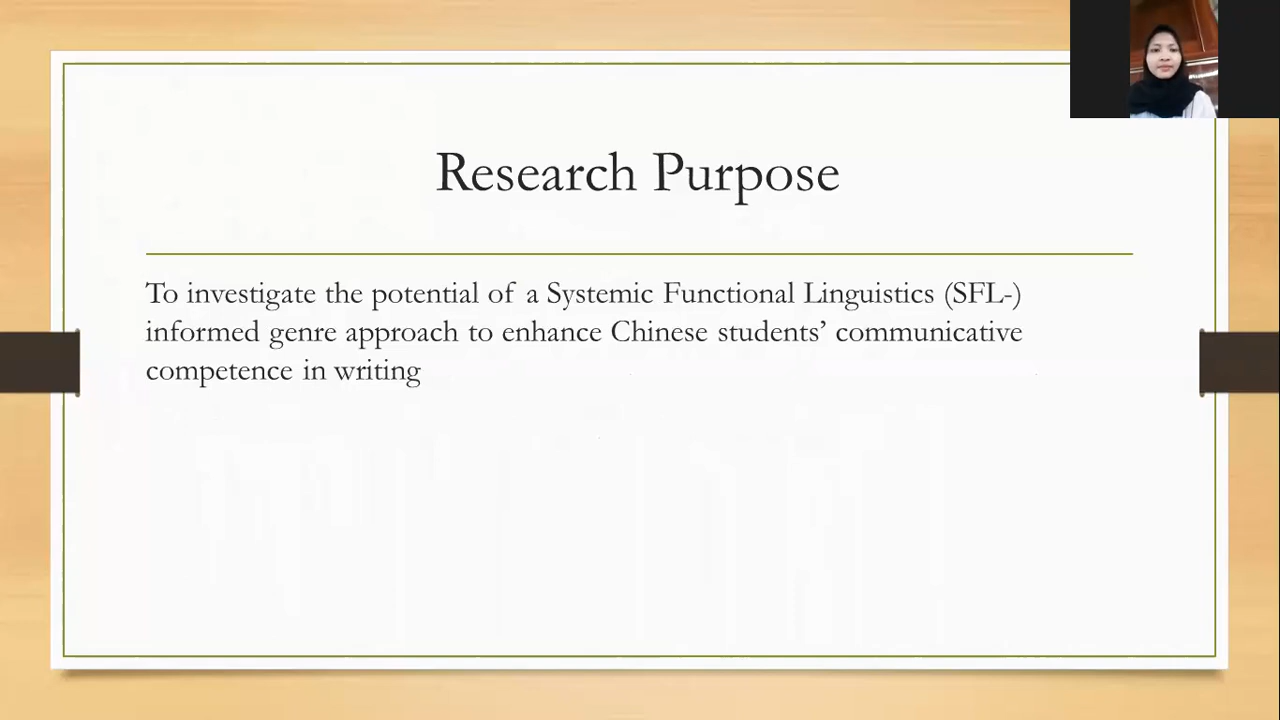 Research Purpose
To investigate the potential of a Systemic Functional Linguistics (SFL-)
informed genre approach to enhance Chinese students’ communicative
competence in writing